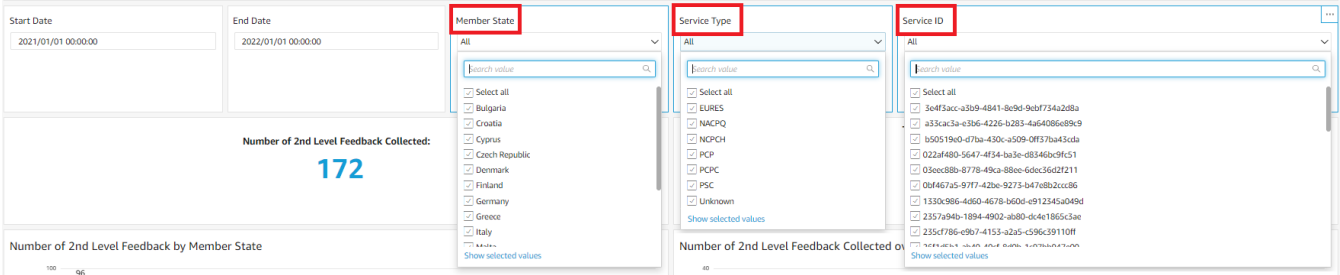 Start Date
2021/01/01 00:00:00
End Date
2022/01/01 00:00:00
Member State
All
Search value
Select all
Bulgaria
Croatia
Cyprus
Czech Republic
Denmark
Finland
Germany
Greece
Italy
Malta
Show selected values
Service Type
All
Search value
Select all
EURES
NACPQ
NCPCH
PCP
PCPC
PSC
Unknown
Show selected values
Service ID
All
Search value
Select all
3e4f3acc-a3b9-4841-8e9d-9ebf734a2d8a
a33cac3a-e3b6-4226-b283-4a64086e89c9
b50519e0-d7ba-430c-a509-0ff37ba43cda
022af480-5647-4f34-ba3e-d8346bc9fc51
03eec88b-8778-49ca-88ee-6dec36d2f211
0bf467a5-97f7-42be-9273-b47e8b2ccc86
1330c986-4d60-4678-b60d-e912345a049d
2357a94b-1894-4902-ab80-dc4e1865c3ae
235cf786-e9b7-4153-a2a5-c596c39110ff
Show selected values
Number of 2nd Level Feedback Collected:
172
Number of 2nd Level Feedback by Member State
100
96
Number of 2nd Level Feedback Collected
40